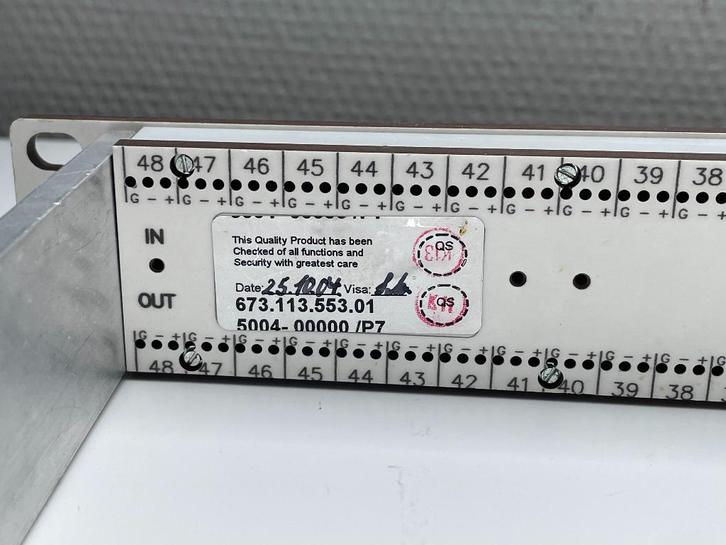 48 47 46 45 44 43 42 41 40 39 38
G - + G - + G - + G - + G - + G - + G - + G - + G - + G - + G -
IN
OUT
This Quality Product has been
Checked of all functions and
Security with greatest care
Date: 25.10.04 Visa:
673.113.553.01
5004- 00000 /P7
QS
K13
QS
G - + G - + G - + G - + G - + G - + G - + G - + G - + G - + G -
48 47 46 45 44 43 42 41 40 39 38